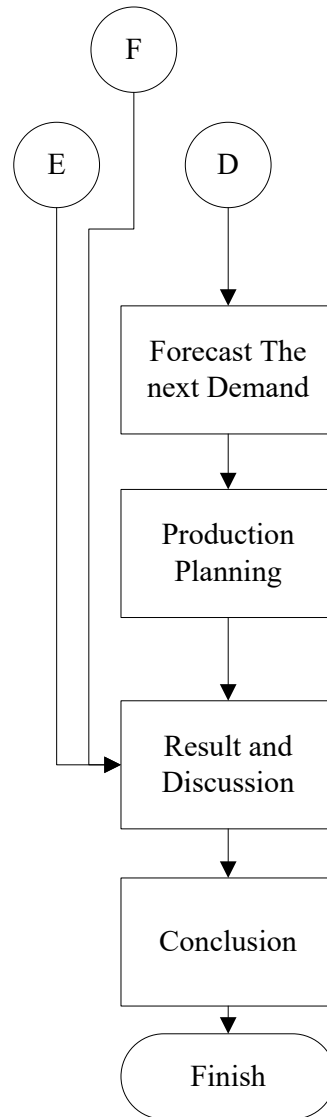 F
E
D
Forecast The
next Demand
Production
Planning
Result and
Discussion
Conclusion
Finish